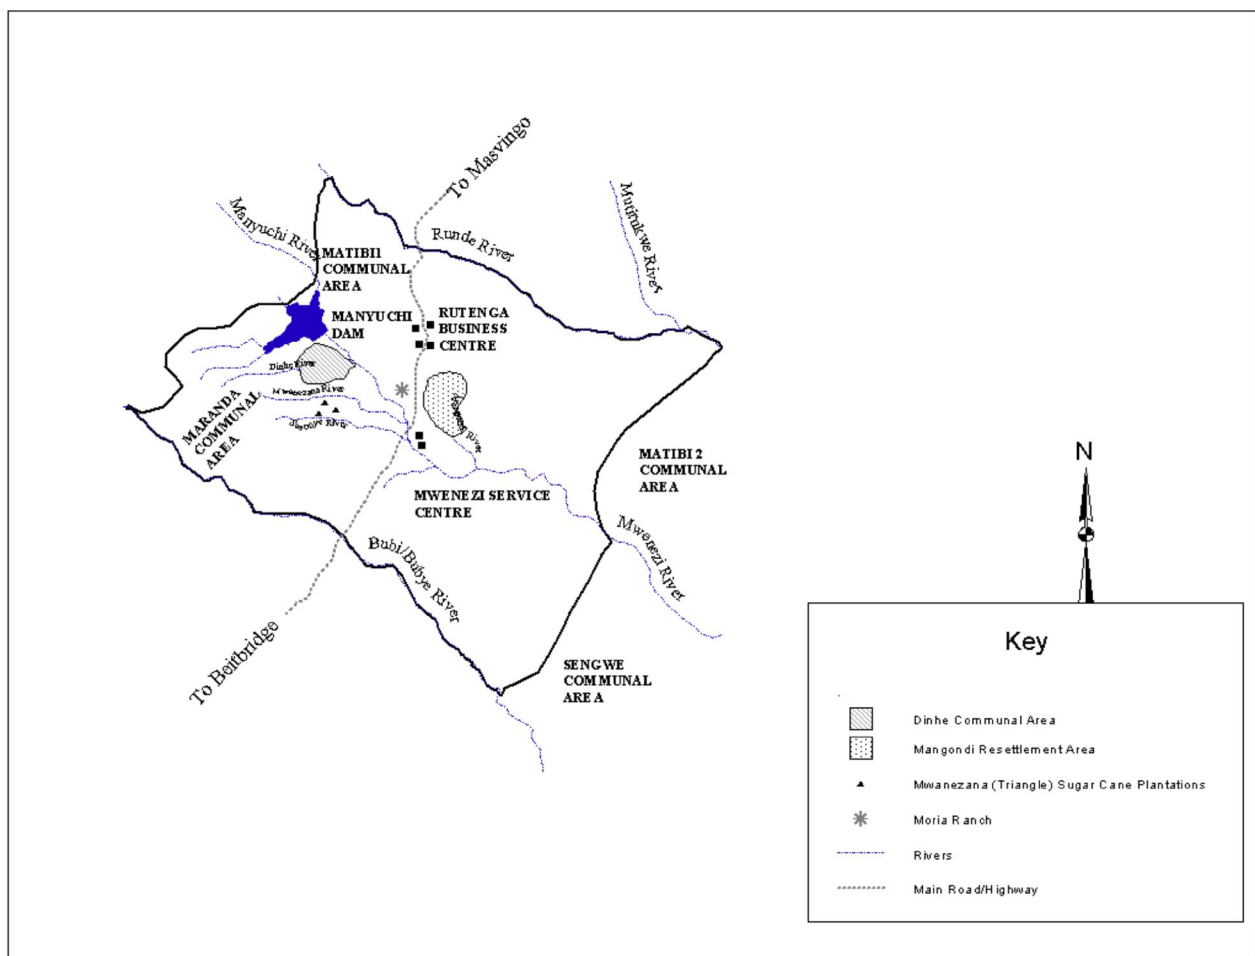 To Masvingo
Manyuchi River
Mutirukwe River
Runde River
MATIBI1
COMMUNAL
AREA
MANYUCHI
DAM
RUTENGA
BUSINESS
CENTRE
Dinhe River
Mwanezana River
River
River
MARANDA
COMMUNAL
AREA
MATIBI 2
COMMUNAL
AREA
MWENEZI SERVICE
CENTRE
Mwenezi River
Bubi/Bubye River
To Beitbridge
SENGWE
COMMUNAL
AREA
N
Key
Dinhe Communal Area
Mangondi Resettlement Area
Mwanezana (Triangle) Sugar Cane Plantations
Moria Ranch
Rivers
Main Road/Highway